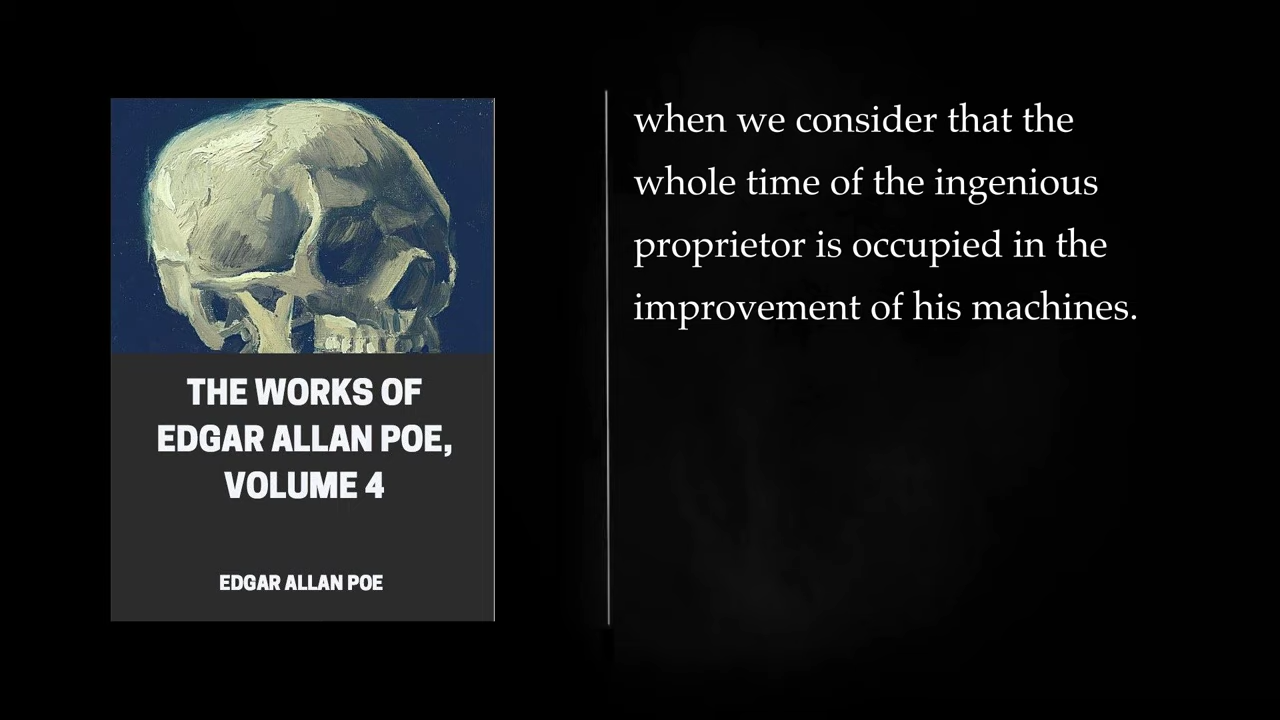 THE WORKS OF
EDGAR ALLAN POE,
VOLUME 4
EDGAR ALLAN POE
when we consider that the
whole time of the ingenious
proprietor is occupied in the
improvement of his machines.